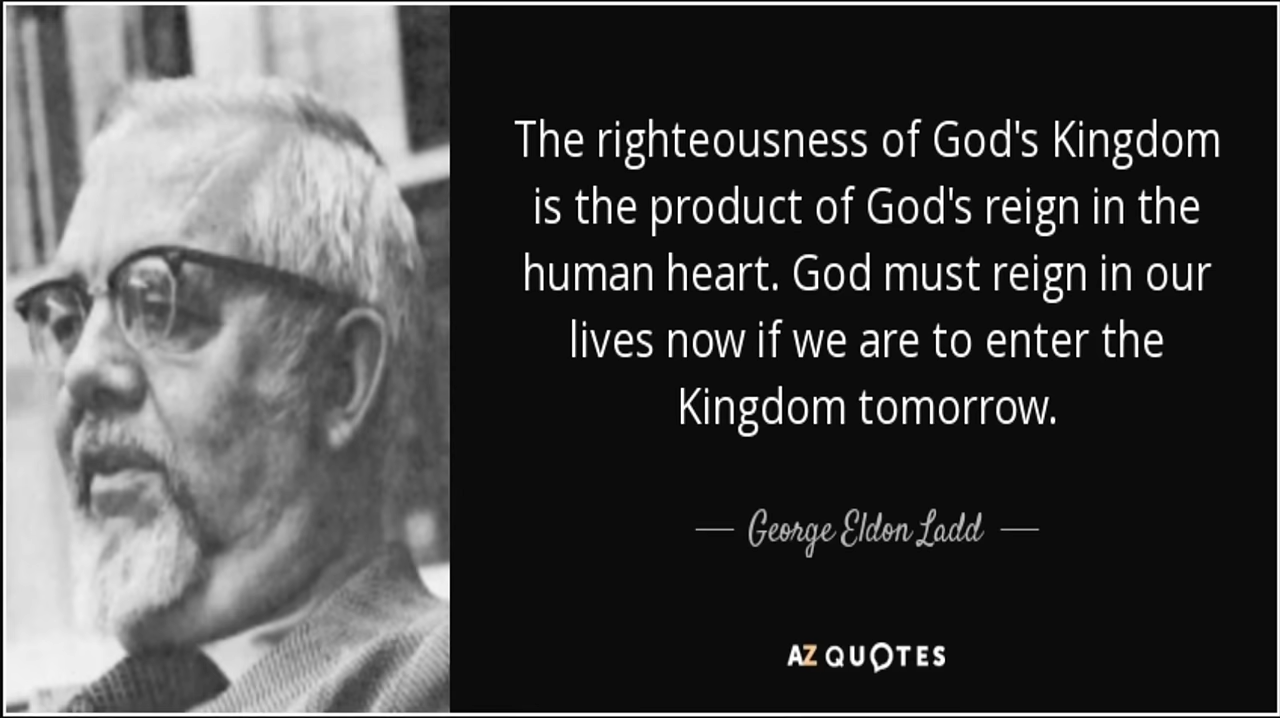 The righteousness of God's Kingdom
is the product of God's reign in the
human heart. God must reign in our
lives now if we are to enter the
Kingdom tomorrow.
George Eldon Ladd
AZ QUOTES